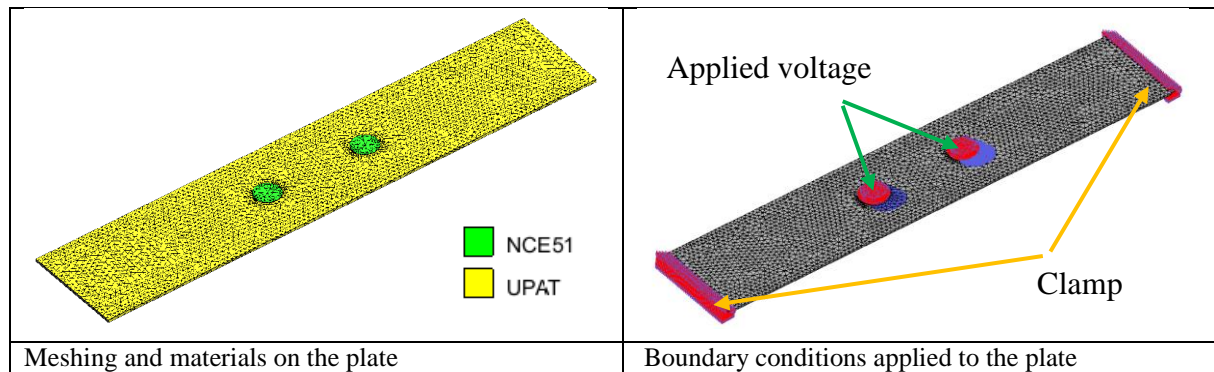 NCE51
UPAT
Meshing and materials on the plate
Applied voltage
Clamp
Boundary conditions applied to the plate